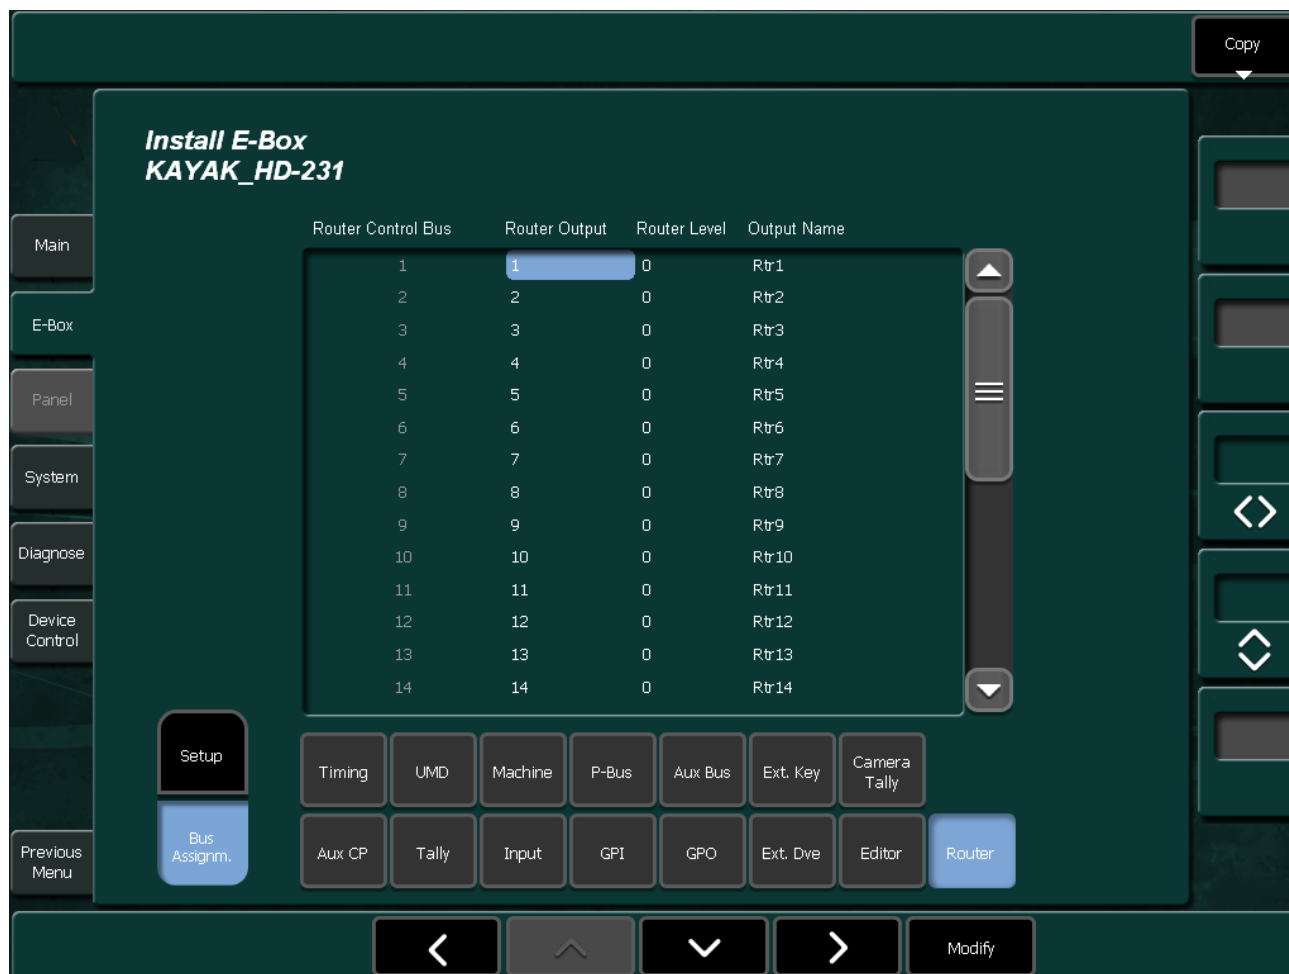 Copy
Install E-Box
KAYAK_HD-231
Router Control Bus Router Output Router Level Output Name
1 1 0 Rtr1
2 2 0 Rtr2
3 3 0 Rtr3
4 4 0 Rtr4
5 5 0 Rtr5
6 6 0 Rtr6
7 7 0 Rtr7
8 8 0 Rtr8
9 9 0 Rtr9
10 10 0 Rtr10
11 11 0 Rtr11
12 12 0 Rtr12
13 13 0 Rtr13
14 14 0 Rtr14
Main
E-Box
Panel
System
Diagnose
Device
Control
Previous
Menu
Setup
Bus
Assignm.
Timing UMD Machine P-Bus Aux Bus Ext. Key Camera
Tally
Aux CP Tally Input GPI GPO Ext. Dve Editor Router
Modify